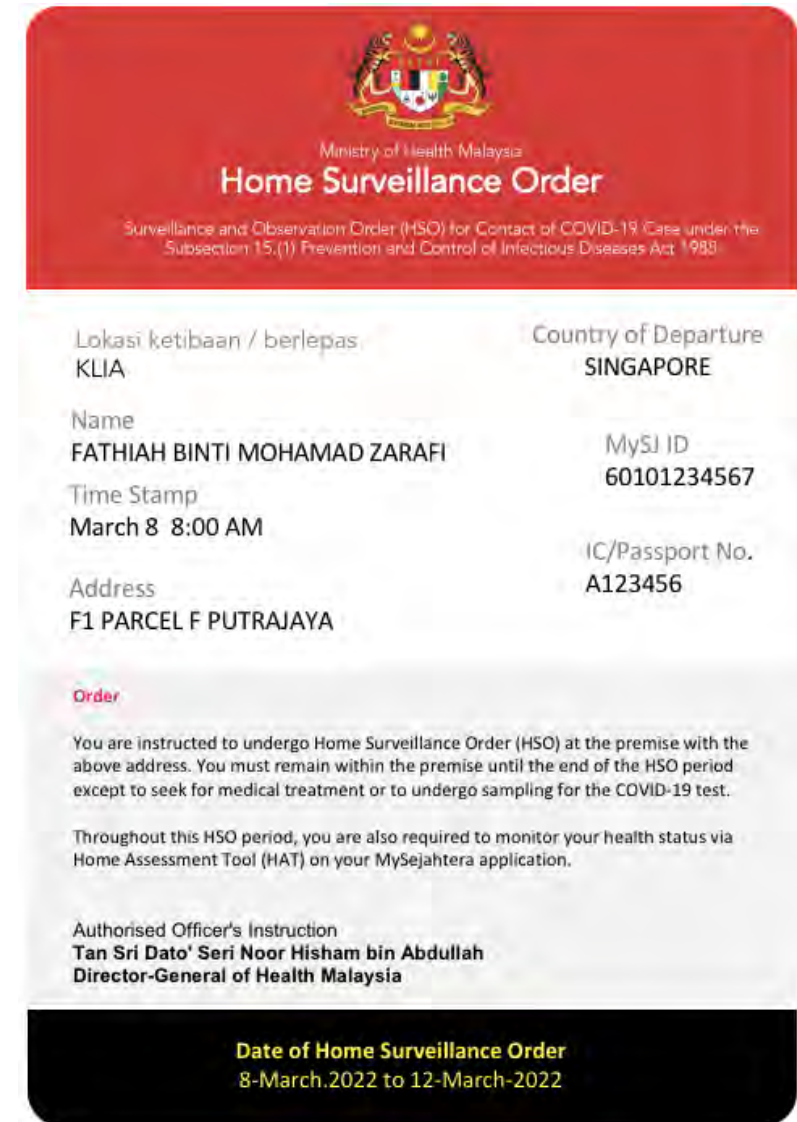 Ministry of Health Malaysia
Home Surveillance Order
Surveillance and Observation Order (HSO) for Contact of COVID-19 Case under the
Subsection 15.(1) Prevention and Control of Infectious Diseases Act 1988
Lokasi ketibaan / berlepas
KLIA
Country of Departure
SINGAPORE
Name
FATHIAH BINTI MOHAMAD ZARAFI
MySJ ID
60101234567
Time Stamp
March 8 8:00 AM
IC/Passport No.
A123456
Address
F1 PARCEL F PUTRAJAYA
Order
You are instructed to undergo Home Surveillance Order (HSO) at the premise with the
above address. You must remain within the premise until the end of the HSO period
except to seek for medical treatment or to undergo sampling for the COVID-19 test.
Throughout this HSO period, you are also required to monitor your health status via
Home Assessment Tool (HAT) on your MySejahtera application.
Authorised Officer's Instruction
Tan Sri Dato' Seri Noor Hisham bin Abdullah
Director-General of Health Malaysia
Date of Home Surveillance Order
8-March.2022 to 12-March-2022